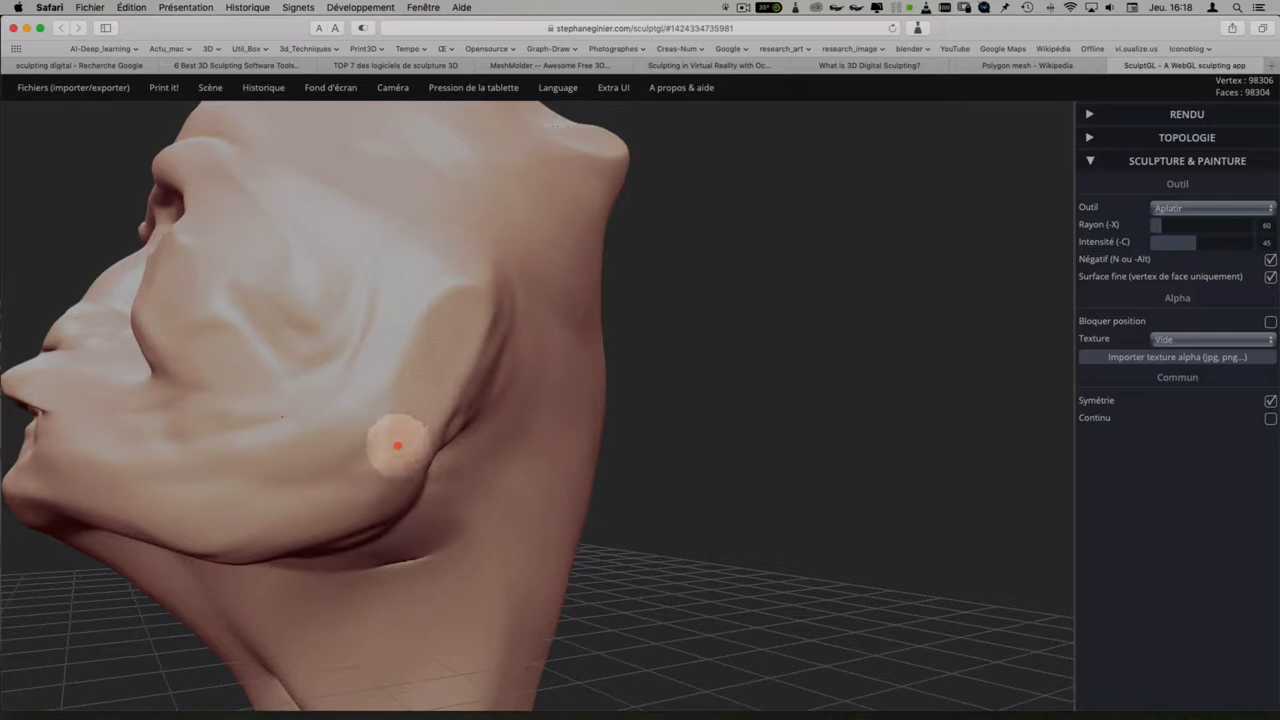 Safari Fichier Édition Présentation Historique Signets Développement Fenêtre Aide 35° Jeu. 16:18
A A stephaneginier.com/sculptgl/#1424334735981
AI-Deep_learning Actu_mac 3D Util_Box 3d_Techniques Print3D Tempo Œ Opensource Graph-Draw Photographes Creas-Num Google research_art research_image blender YouTube Google Maps Wikipédia Offline vi.sualize.us Iconoblog
sculpting digital - Recherche Google 6 Best 3D Sculpting Software Tools... TOP 7 des logiciels de sculpture 3D MeshMolder -- Awesome Free 3D... Sculpting in Virtual Reality with Oc... What is 3D Digital Sculpting? Polygon mesh - Wikipedia SculptGL - A WebGL sculpting app
Fichiers (importer/exporter) Print it! Scène Historique Fond d'écran Caméra Pression de la tablette Language Extra UI A propos & aide
Vertex : 98306
Faces : 98304
RENDU
TOPOLOGIE
SCULPTURE & PAINTURE
Outil
Outil Aplatir
Rayon (-X) 60
Intensité (-C) 45
Négatif (N ou -Alt)
Surface fine (vertex de face uniquement)
Alpha
Bloquer position
Texture Vide
Importer texture alpha (jpg, png...)
Commun
Symétrie
Continu